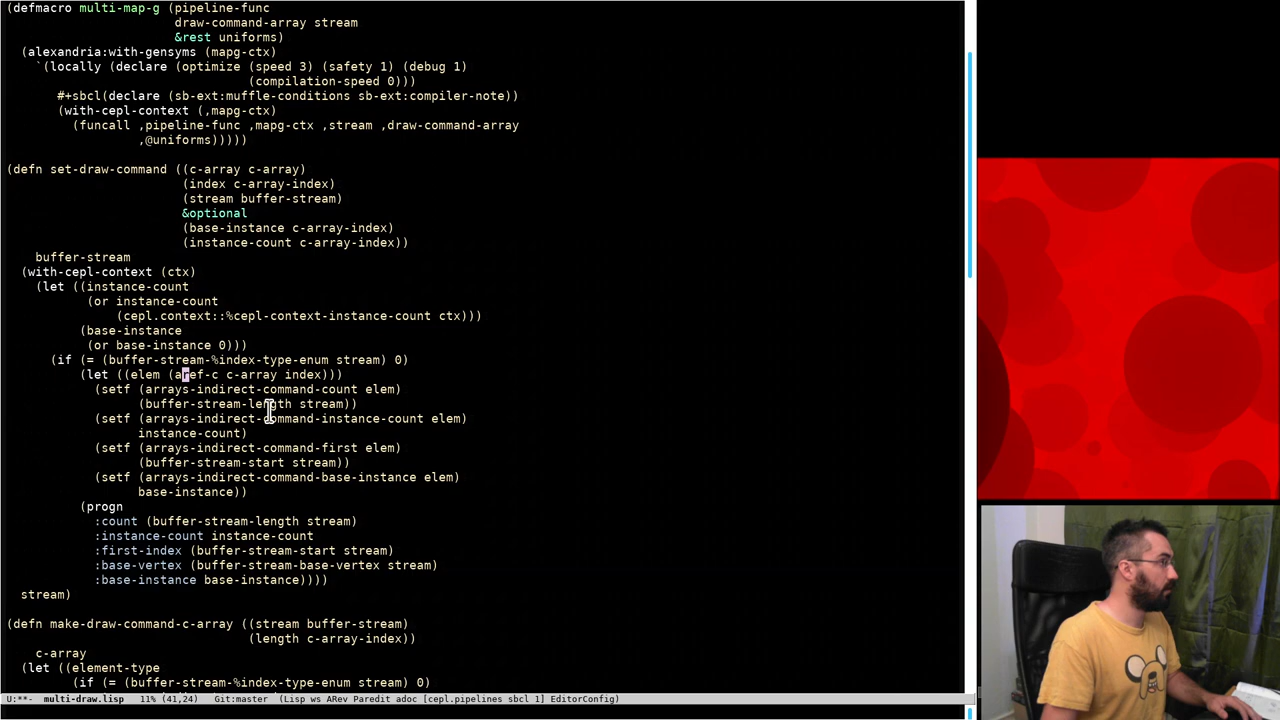 (defmacro multi-map-g (pipeline-func
draw-command-array stream
&rest uniforms)
(alexandria:with-gensyms (mapg-ctx)
`(locally (declare (optimize (speed 3) (safety 1) (debug 1)
(compilation-speed 0)))
#+sbcl(declare (sb-ext:muffle-conditions sb-ext:compiler-note))
(with-cepl-context (,mapg-ctx)
(funcall ,pipeline-func ,mapg-ctx ,stream ,draw-command-array
,@uniforms)))))
(defn set-draw-command ((c-array c-array)
(index c-array-index)
(stream buffer-stream)
&optional
(base-instance c-array-index)
(instance-count c-array-index))
buffer-stream
(with-cepl-context (ctx)
(let ((instance-count
(or instance-count
(cepl.context::%cepl-context-instance-count ctx)))
(base-instance
(or base-instance 0)))
(if (= (buffer-stream-%index-type-enum stream) 0)
(let ((elem (aref-c c-array index)))
(setf (arrays-indirect-command-count elem)
(buffer-stream-length stream))
(setf (arrays-indirect-command-instance-count elem)
instance-count)
(setf (arrays-indirect-command-first elem)
(buffer-stream-start stream))
(setf (arrays-indirect-command-base-instance elem)
base-instance))
(progn
:count (buffer-stream-length stream)
:instance-count instance-count
:first-index (buffer-stream-start stream)
:base-vertex (buffer-stream-base-vertex stream)
:base-instance base-instance))))
stream)
(defn make-draw-command-c-array ((stream buffer-stream)
(length c-array-index))
c-array
(let ((element-type
(if (= (buffer-stream-%index-type-enum stream) 0)
U:**- multi-draw.lisp 11% (41,24) Git:master (Lisp ws ARev Paredit adoc [cepl.pipelines sbcl 1] EditorConfig)